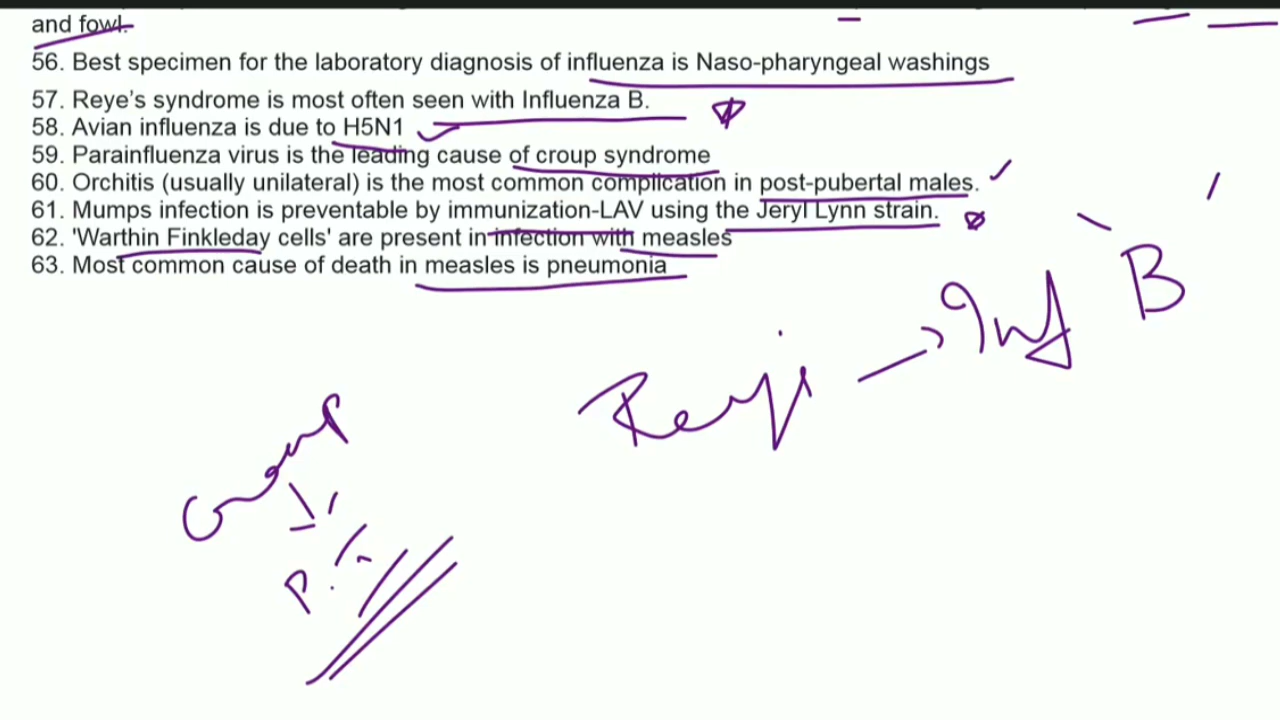 and fowl.
56. Best specimen for the laboratory diagnosis of influenza is Naso-pharyngeal washings
57. Reye's syndrome is most often seen with Influenza B.
58. Avian influenza is due to H5N1
59. Parainfluenza virus is the leading cause of croup syndrome
60. Orchitis (usually unilateral) is the most common complication in post-pubertal males.
61. Mumps infection is preventable by immunization-LAV using the Jeryl Lynn strain.
62. 'Warthin Finkleday cells' are present in infection with measles
63. Most common cause of death in measles is pneumonia
Inf B